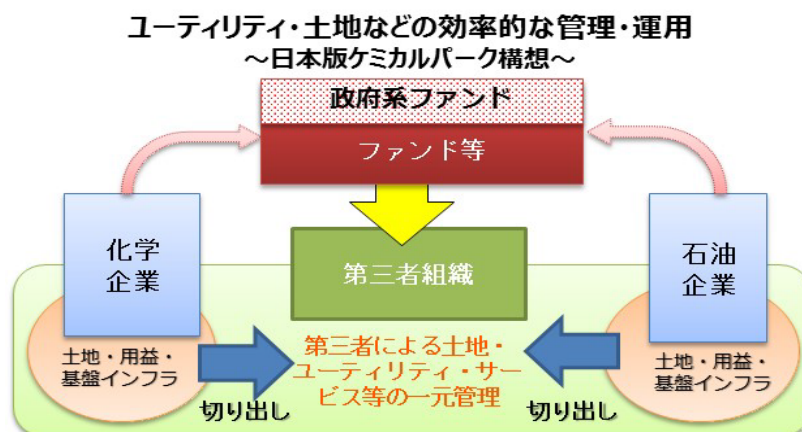 ユーティリティ・土地などの効率的な管理・運用
～日本版ケミカルパーク構想～
政府系ファンド
ファンド等
化学
企業
第三者組織
石油
企業
土地・用益・
基盤インフラ
第三者による土地・
ユーティリティ・サー
ビス等の一元管理
土地・用益・
基盤インフラ
切り出し
切り出し